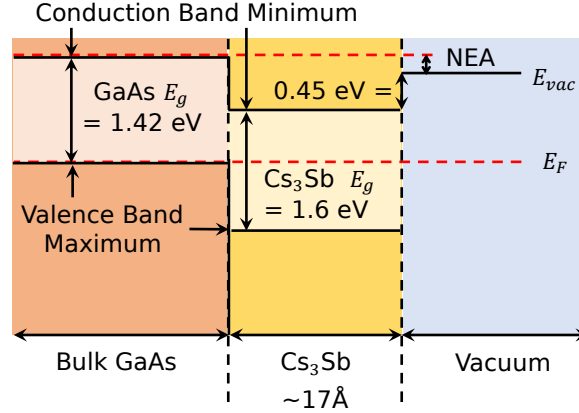 Conduction Band Minimum
NEA
GaAs E_g
= 1.42 eV
0.45 eV =
E_vac
E_F
Cs₃Sb E_g
= 1.6 eV
Valence Band
Maximum
Bulk GaAs
Cs₃Sb
~17Å
Vacuum